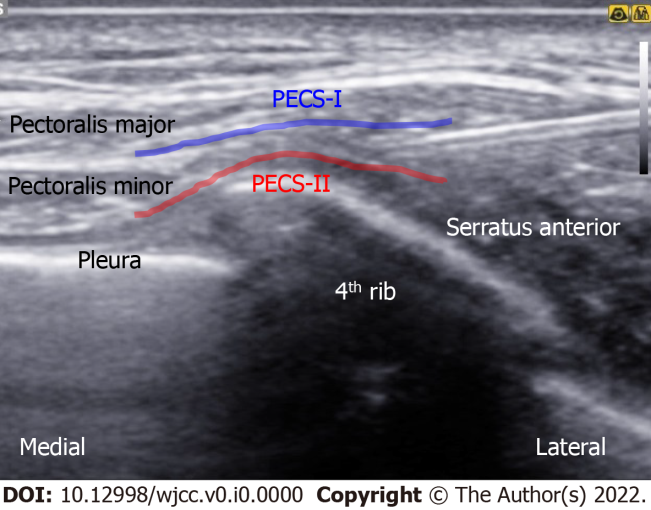 s
PECS-I
Pectoralis major
Pectoralis minor
PECS-II
Serratus anterior
Pleura
4th rib
Medial
Lateral
DOI: 10.12998/wjcc.v0.i0.0000 Copyright © The Author(s) 2022.